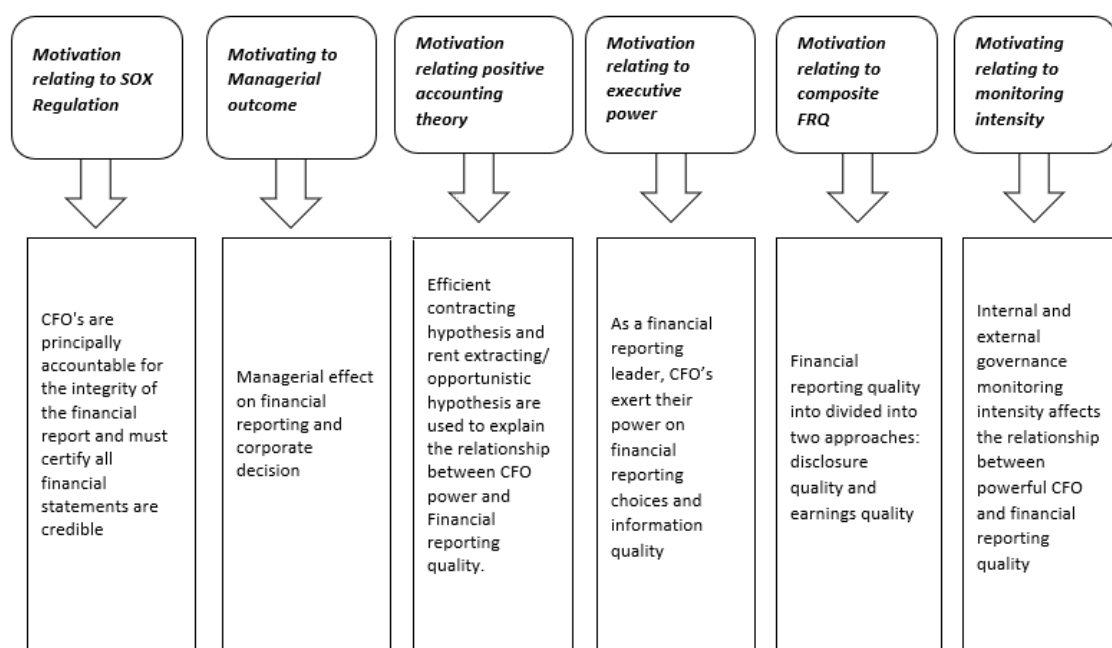 Motivation
relating to SOX
Regulation
Motivating to
Managerial
outcome
Motivation
relating positive
accounting
theory
Motivation
relating to
executive
power
Motivation
relating to
composite
FRQ
Motivating
relating to
monitoring
intensity
CFO's are
principally
accountable for
the integrity of
the financial
report and must
certify all
financial
statements are
credible
Managerial effect
on financial
reporting and
corporate
decision
Efficient
contracting
hypothesis and
rent extracting/
opportunistic
hypothesis are
used to explain
the relationship
between CFO
power and
Financial
reporting
quality.
As a financial
reporting
leader, CFO’s
exert their
power on
financial
reporting
choices and
information
quality
Financial
reporting quality
into divided into
two approaches:
disclosure
quality and
earnings quality
Internal and
external
governance
monitoring
intensity affects
the relationship
between
powerful CFO
and financial
reporting
quality